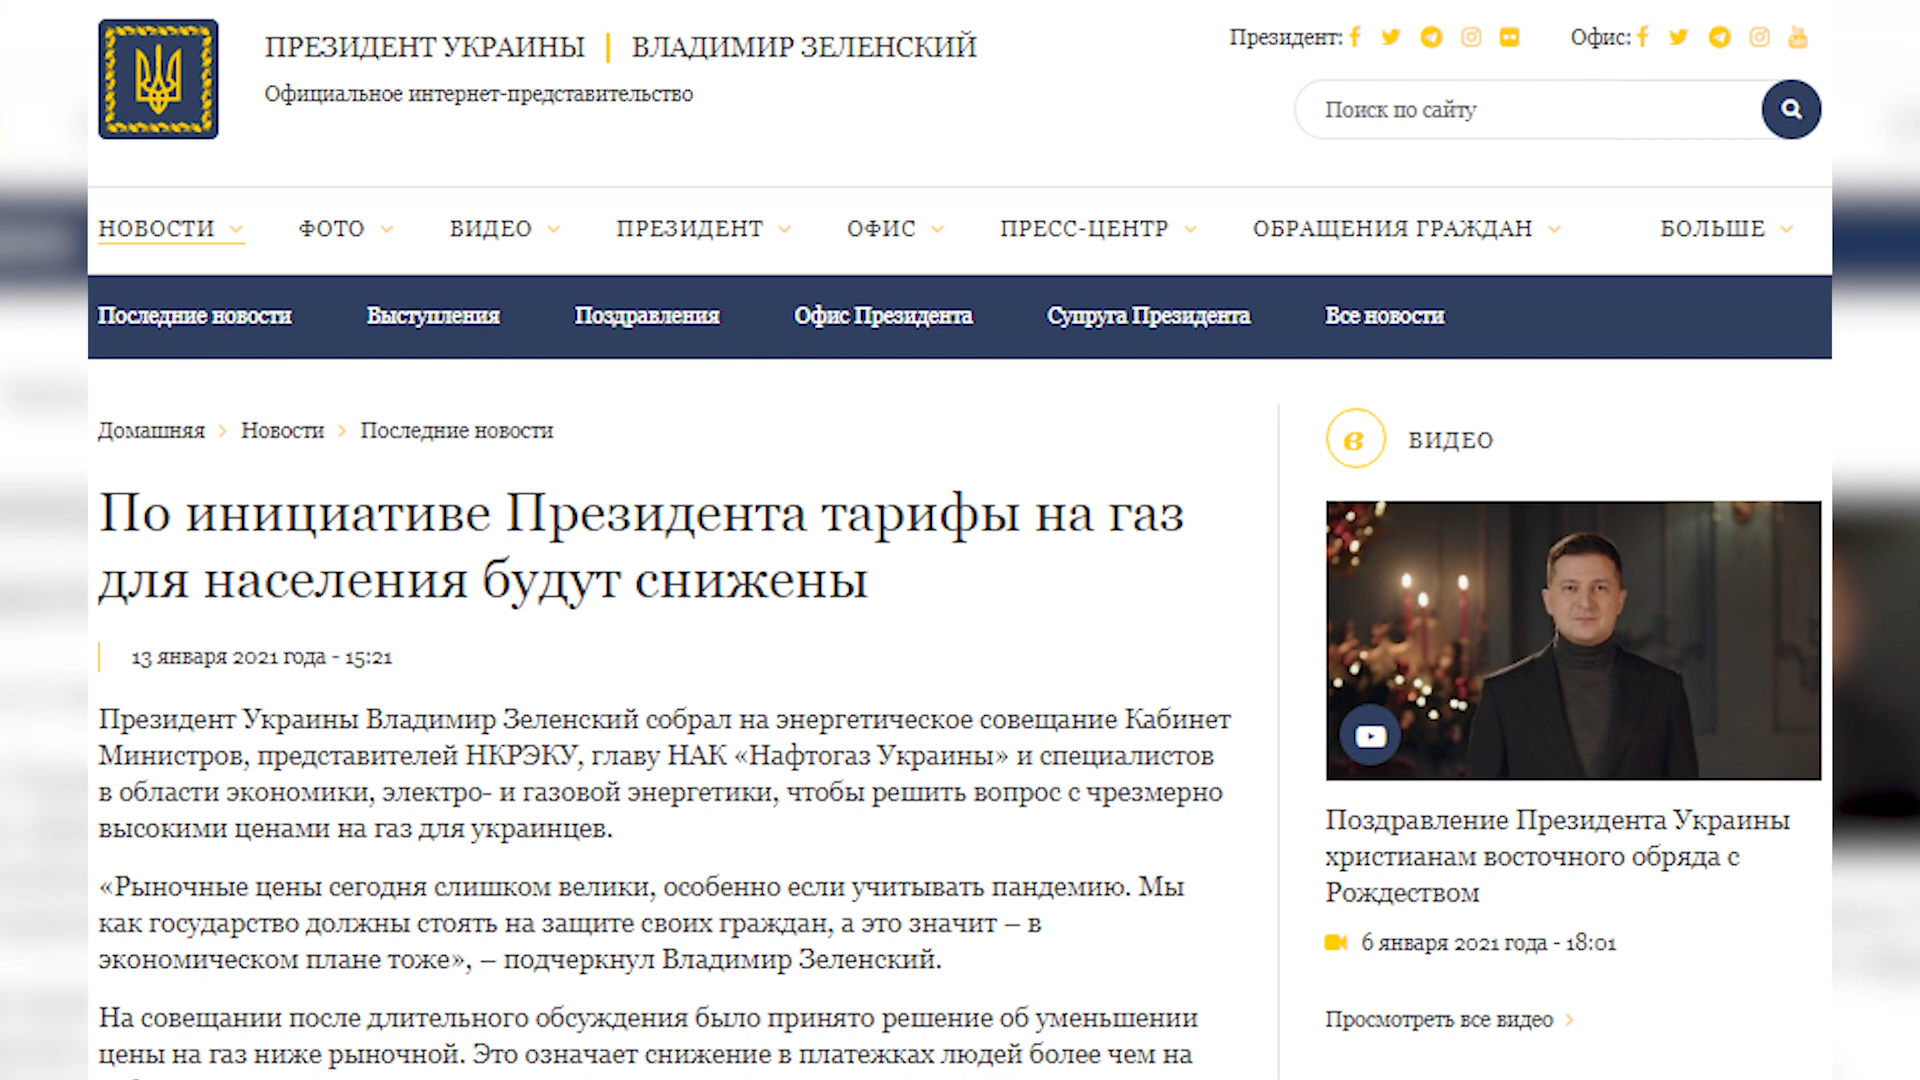 ПРЕЗИДЕНТ УКРАИНЫ | ВЛАДИМИР ЗЕЛЕНСКИЙ
Официальное интернет-представительство
Президент:
Офис:
Поиск по сайту
НОВОСТИ ФОТО ВИДЕО ПРЕЗИДЕНТ ОФИС ПРЕСС-ЦЕНТР ОБРАЩЕНИЯ ГРАЖДАН БОЛЬШЕ
Последние новости Выступления Поздравления Офис Президента Супруга Президента Все новости
Домашняя > Новости > Последние новости
По инициативе Президента тарифы на газ
для населения будут снижены
13 января 2021 года - 15:21
Президент Украины Владимир Зеленский собрал на энергетическое совещание Кабинет
Министров, представителей НКРЭКУ, главу НАК «Нафтогаз Украины» и специалистов
в области экономики, электро- и газовой энергетики, чтобы решить вопрос с чрезмерно
высокими ценами на газ для украинцев.
«Рыночные цены сегодня слишком велики, особенно если учитывать пандемию. Мы
как государство должны стоять на защите своих граждан, а это значит – в
экономическом плане тоже», – подчеркнул Владимир Зеленский.
На совещании после длительного обсуждения было принято решение об уменьшении
цены на газ ниже рыночной. Это означает снижение в платежках людей более чем на
в ВИДЕО
Поздравление Президента Украины
христианам восточного обряда с
Рождеством
6 января 2021 года - 18:01
Просмотреть все видео >